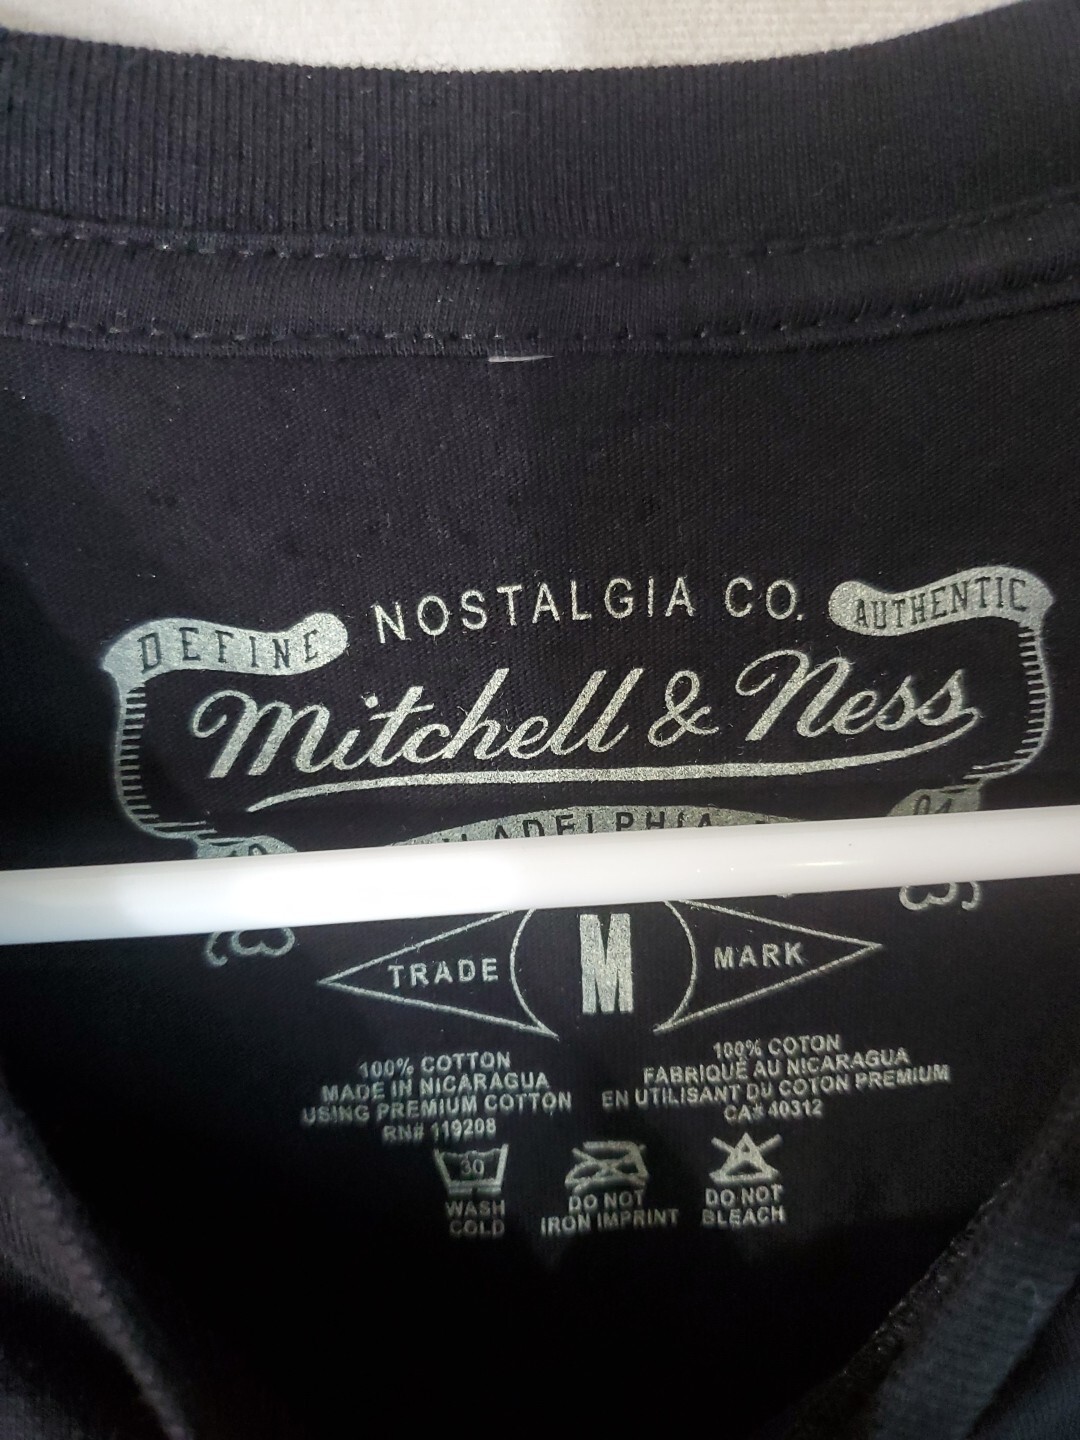 NOSTALGIA CO.
DEFINE
AUTHENTIC
Mitchell & Ness
M
TRADE
MARK
100% COTTON
MADE IN NICARAGUA
USING PREMIUM COTTON
RN# 119208
100% COTON
FABRIQUÉ AU NICARAGUA
EN UTILISANT DU COTON PREMIUM
CA# 40312
30
WASH
COLD
DO NOT
IRON IMPRINT
DO NOT
BLEACH